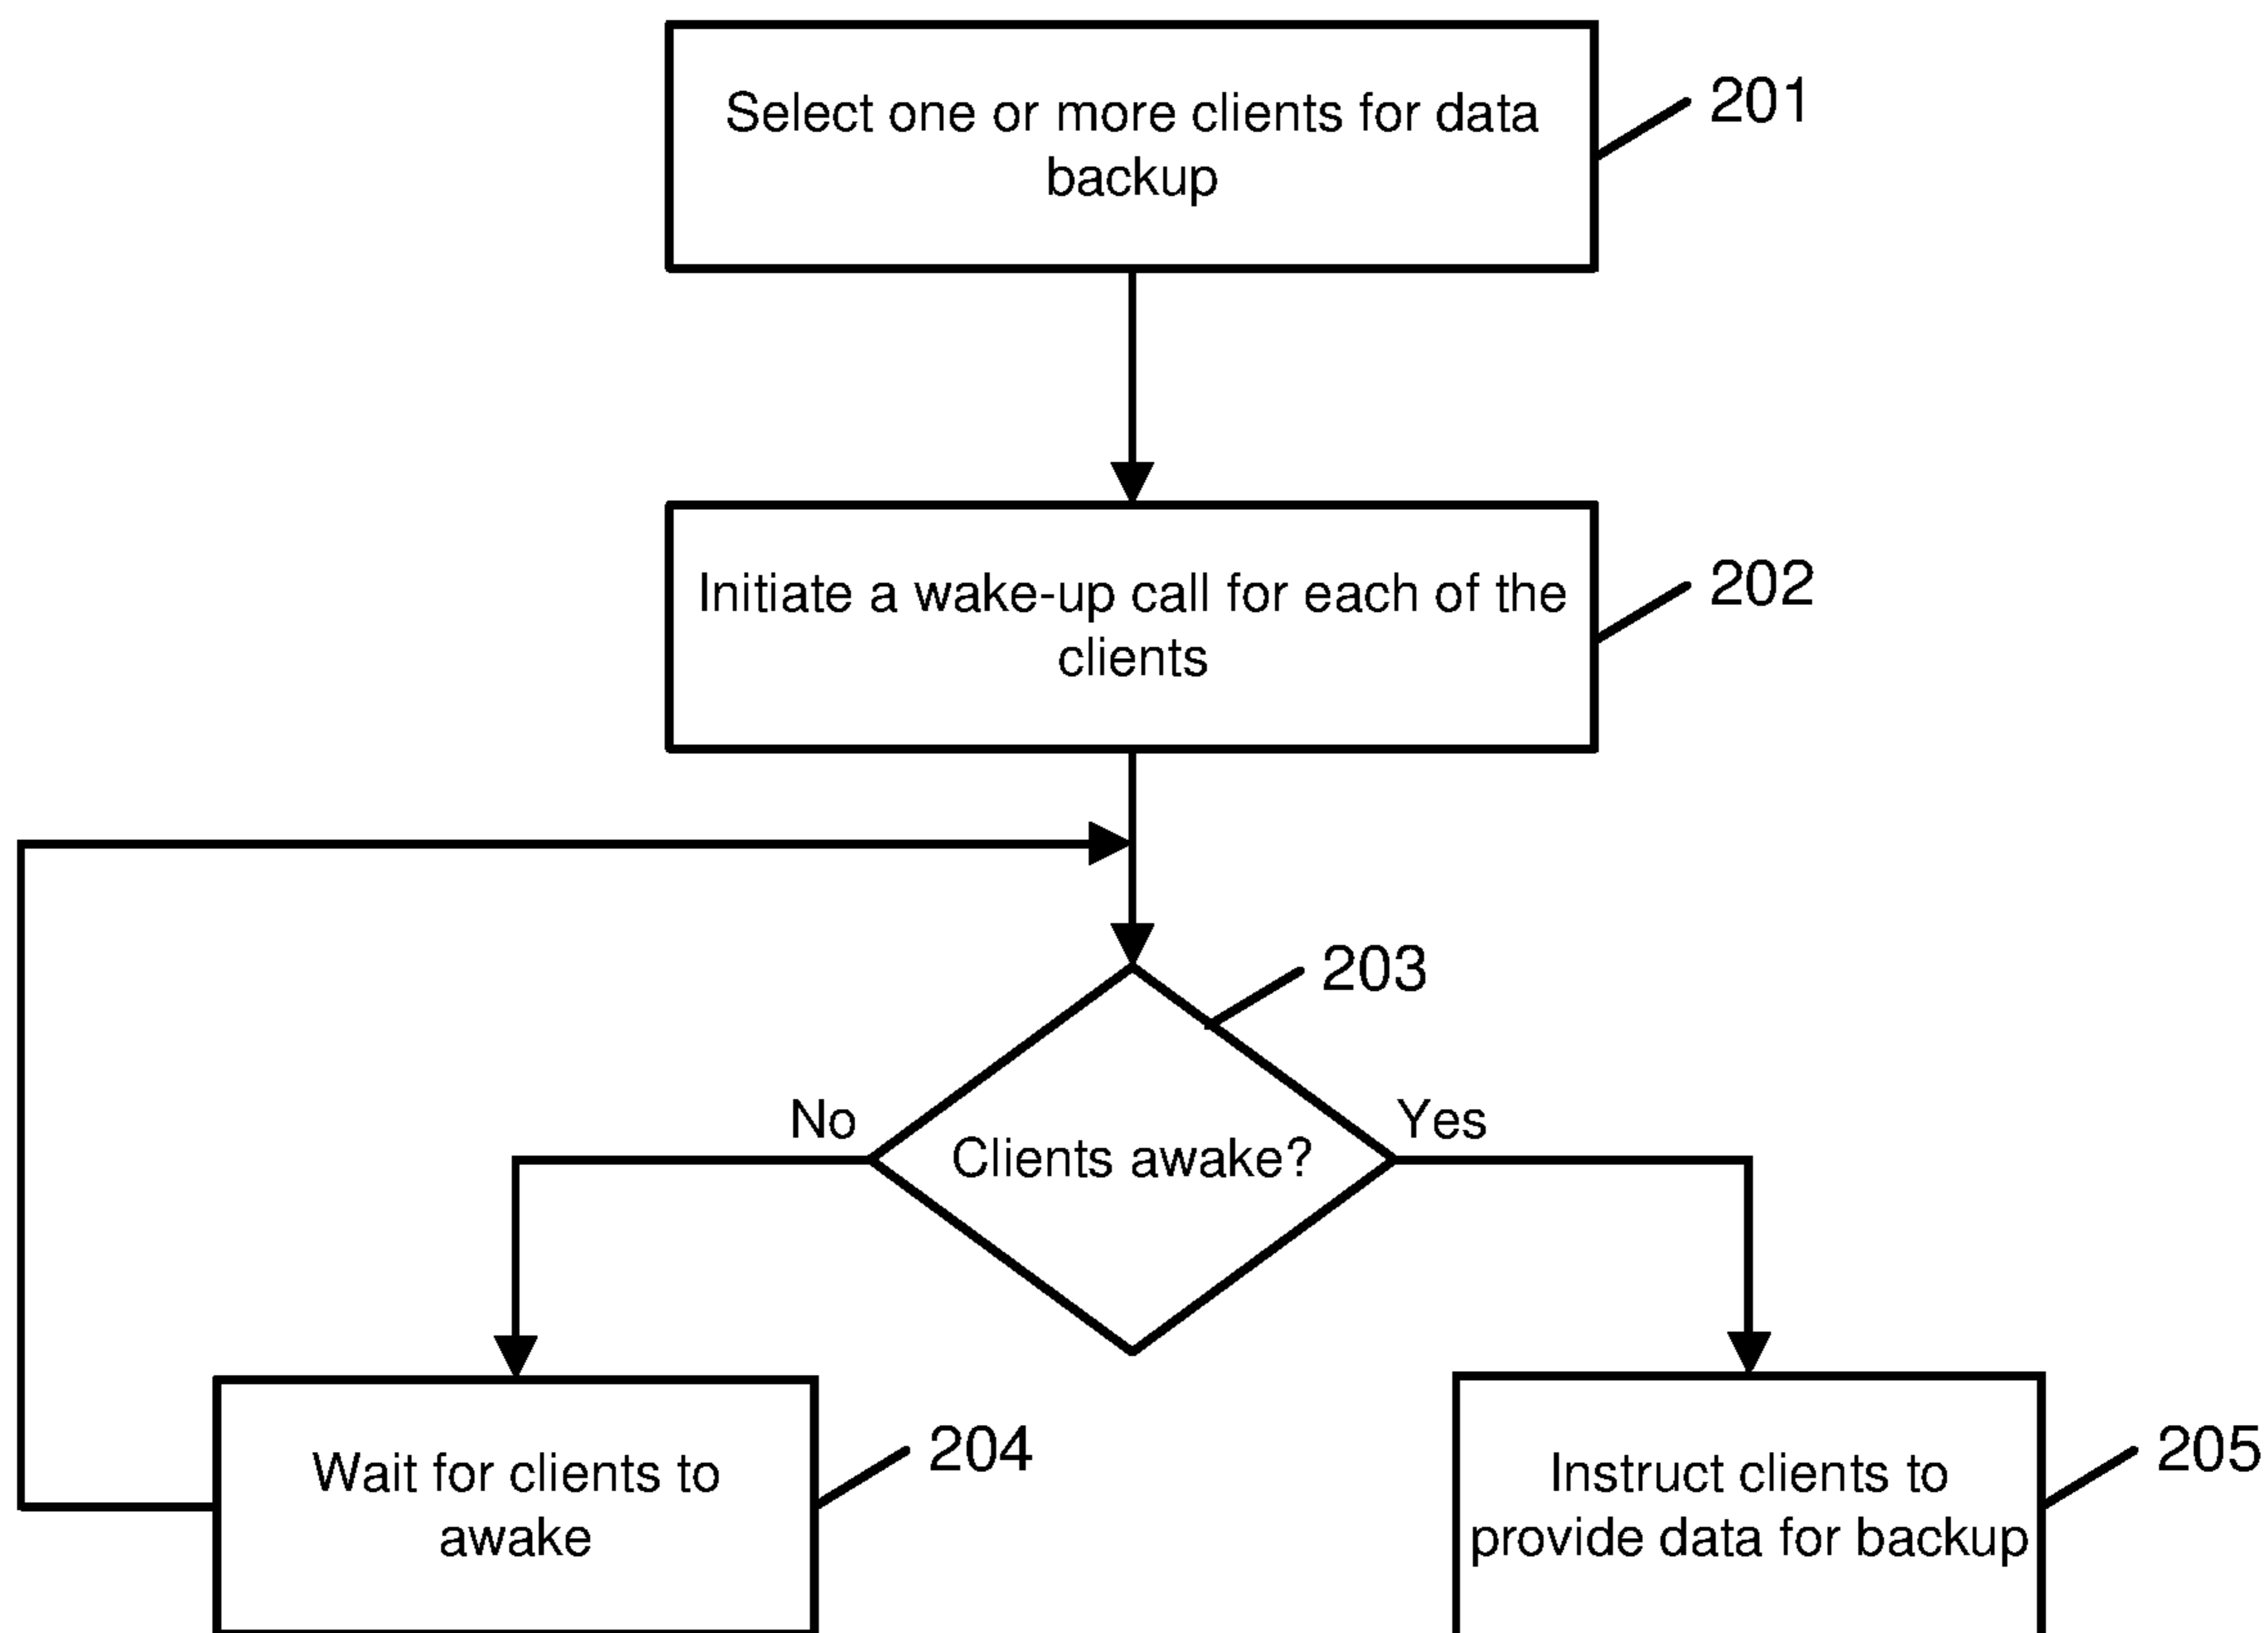 Select one or more clients for data
backup
201
Initiate a wake-up call for each of the
clients
202
203
No
Clients awake?
Yes
Wait for clients to
awake
204
Instruct clients to
provide data for backup
205